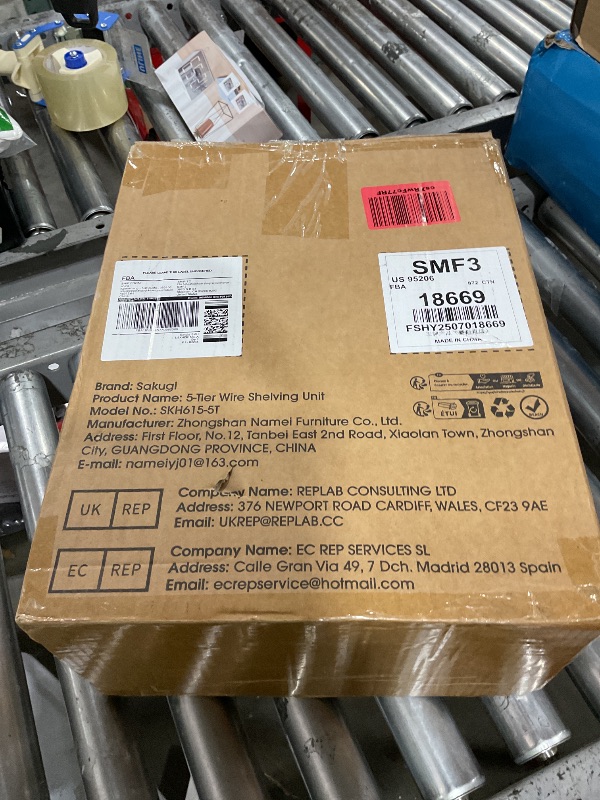 SMF3
US 95206
FBA
672 CTN
18669
FSHY2507018669
MADE IN CHINA
FBA
Brand: Sakugi
Product Name: 5-Tier Wire Shelving Unit
Model No.: SKH615-5T
Manufacturer: Zhongshan Namei Furniture Co., Ltd.
Address: First Floor, No.12, Tanbei East 2nd Road, Xiaolan Town, Zhongshan
City, GUANGDONG PROVINCE, CHINA
E-mail: nameiyj01@163.com
ÉTUI
UK REP
Company Name: REPLAB CONSULTING LTD
Address: 376 NEWPORT ROAD CARDIFF, WALES, CF23 9AE
Email: UKREP@REPLAB.CC
EC REP
Company Name: EC REP SERVICES SL
Address: Calle Gran Via 49, 7 Dch. Madrid 28013 Spain
Email: ecrepservice@hotmail.com